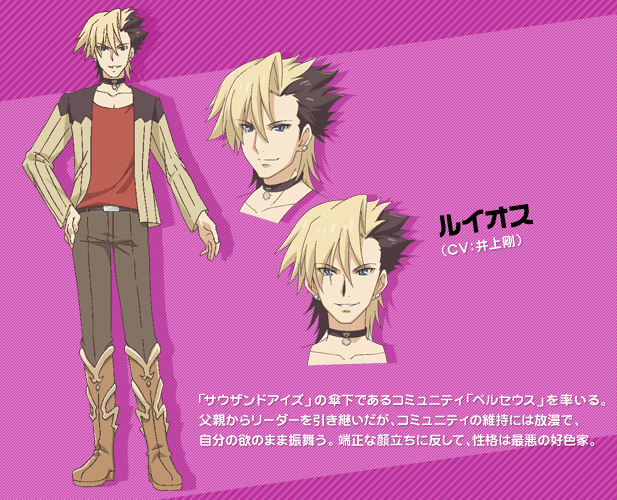 ルイオス
（CV：井上剛）
「サウザンドアイズ」の傘下であるコミュニティ「ペルセウス」を率いる。
父親からリーダーを引き継いだが、コミュニティの維持には放漫で、
自分の欲のまま振舞う。端正な顔立ちに反して、性格は最悪の好色家。